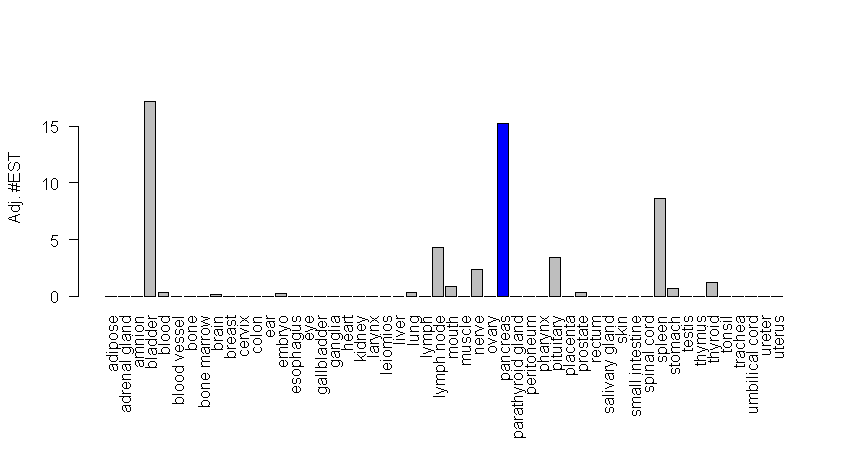 Adj. #EST
15
10
5
0
adipose
adrenal gland
amnion
bladder
blood
blood vessel
bone
bone marrow
brain
breast
cervix
colon
ear
embryo
esophagus
eye
gallbladder
ganglia
heart
kidney
larynx
leiomios
liver
lung
lymph
lymph node
mouth
muscle
nerve
ovary
pancreas
parathyroid gland
peritoneum
pharynx
pituitary
placenta
prostate
rectum
salivary gland
skin
small intestine
spinal cord
spleen
stomach
testis
thymus
thyroid
tonsil
trachea
umbilical cord
ureter
uterus